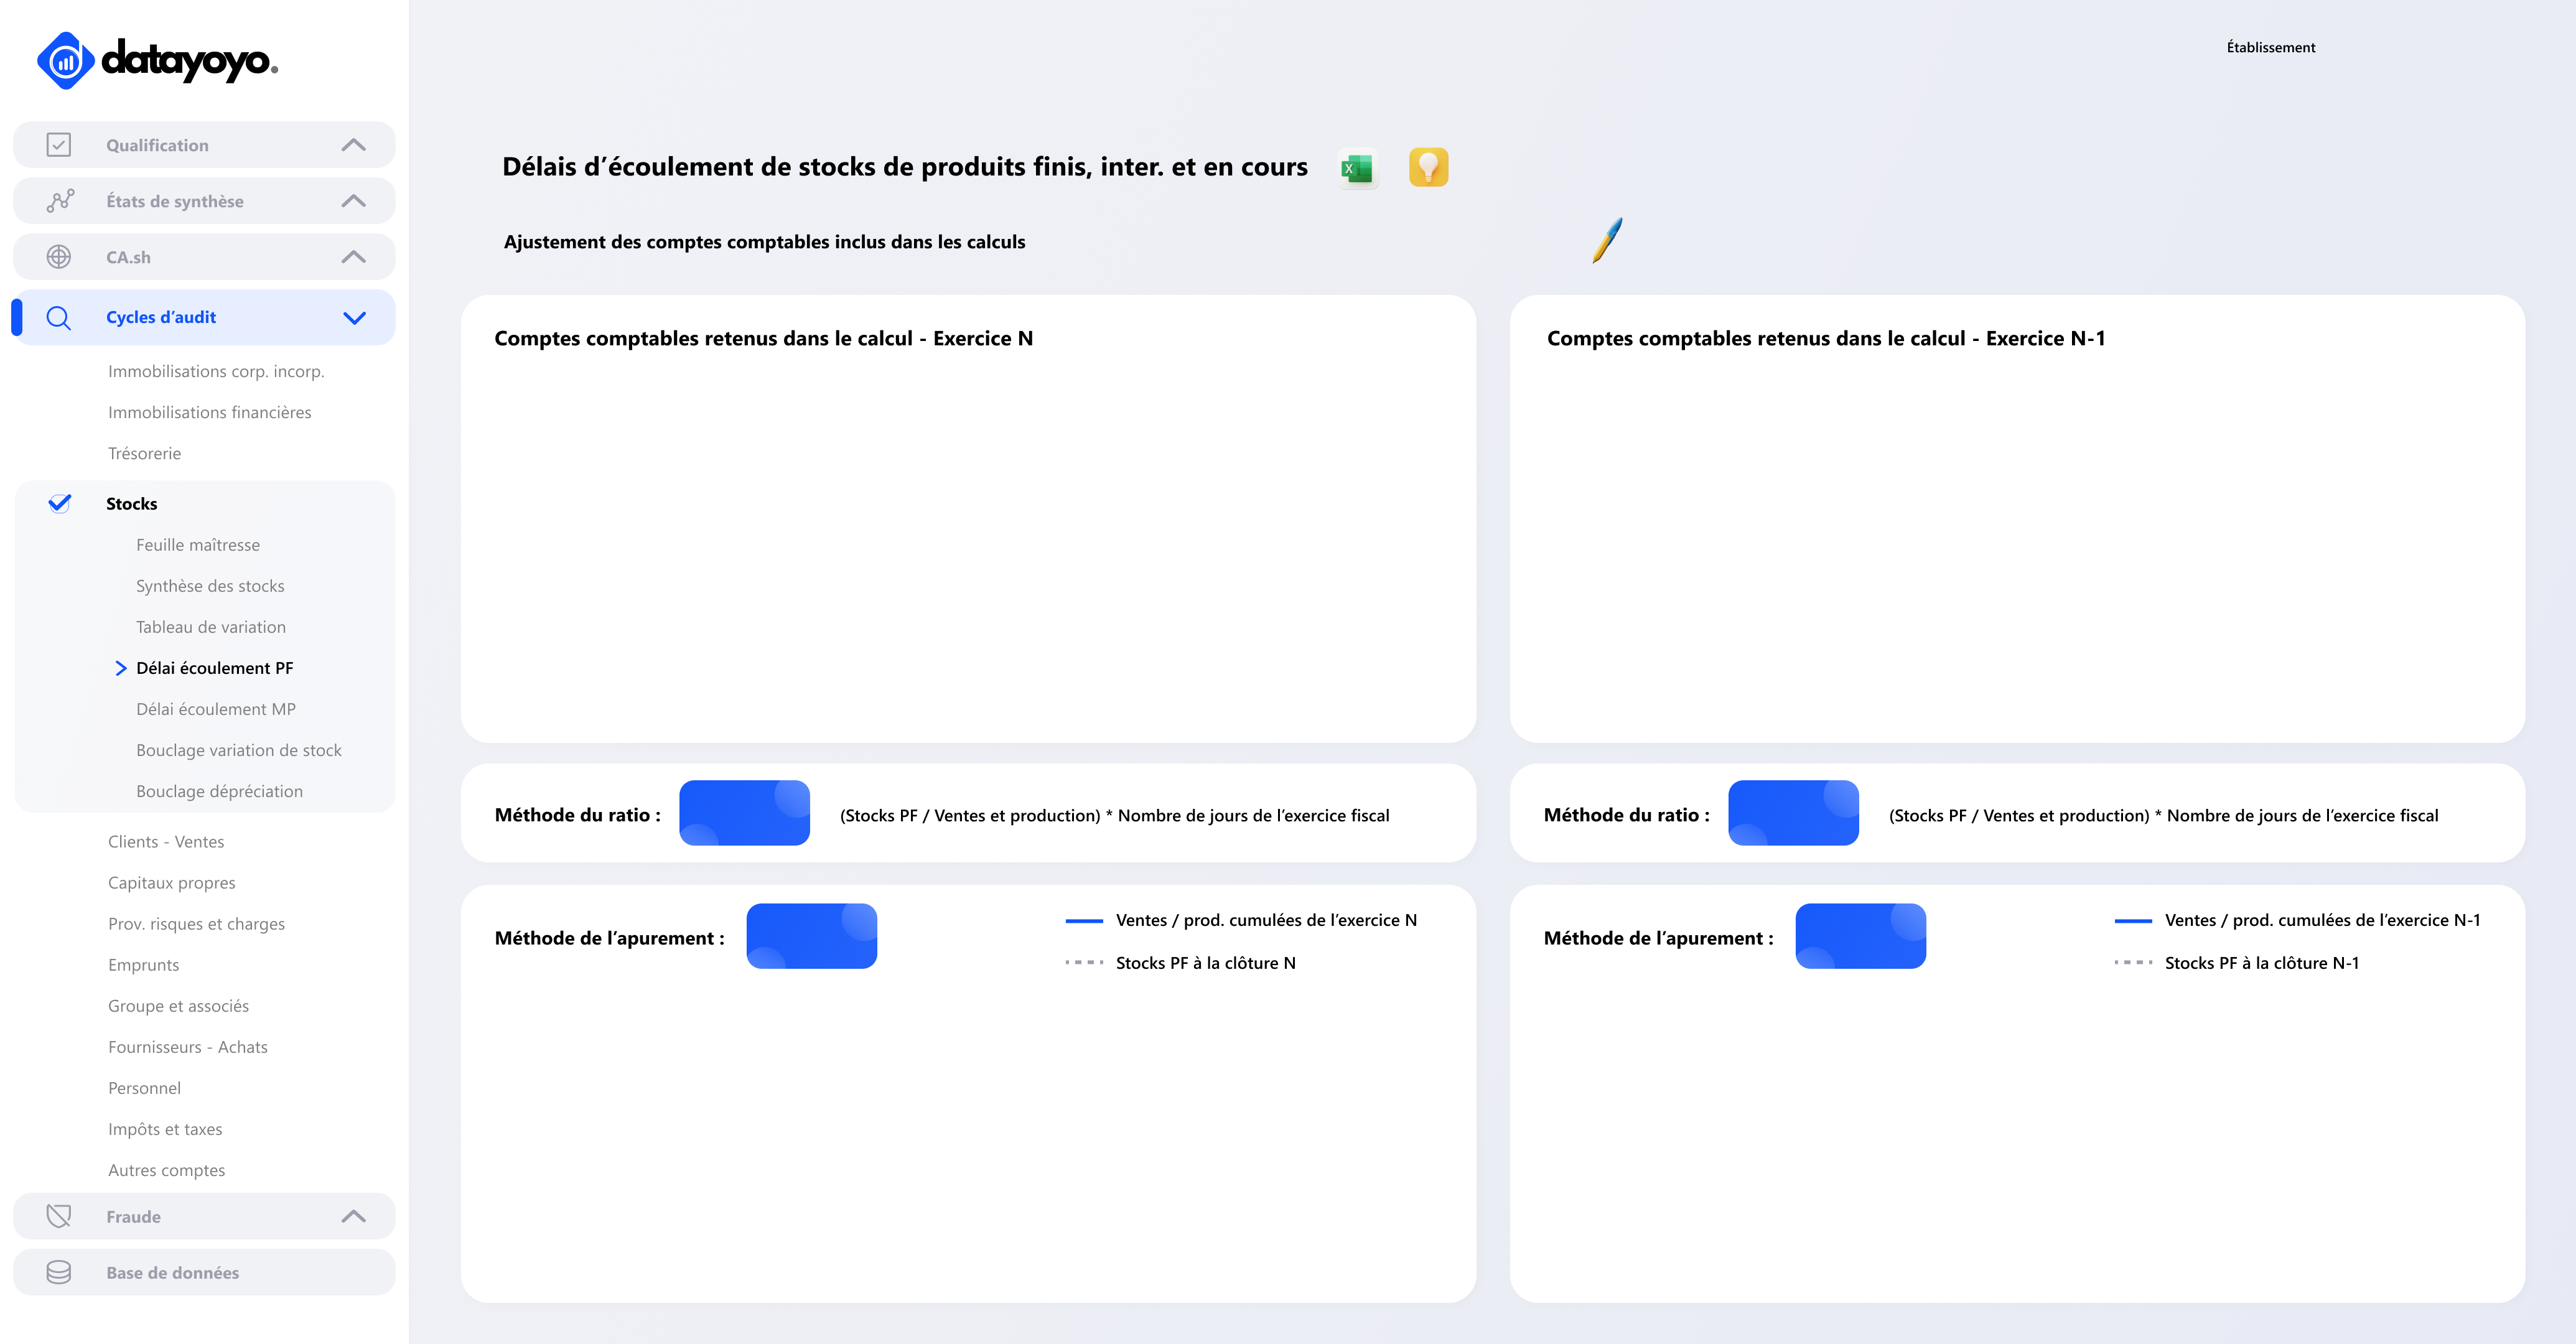 datayoyo.
Établissement
Qualification
États de synthèse
CA.sh
Cycles d’audit
Immobilisations corp. incorp.
Immobilisations financières
Trésorerie
Stocks
Feuille maîtresse
Synthèse des stocks
Tableau de variation
Délai écoulement PF
Délai écoulement MP
Bouclage variation de stock
Bouclage dépréciation
Clients - Ventes
Capitaux propres
Prov. risques et charges
Emprunts
Groupe et associés
Fournisseurs - Achats
Personnel
Impôts et taxes
Autres comptes
Fraude
Base de données
Délais d’écoulement de stocks de produits finis, inter. et en cours
X
Ajustement des comptes comptables inclus dans les calculs
Comptes comptables retenus dans le calcul - Exercice N
Comptes comptables retenus dans le calcul - Exercice N-1
Méthode du ratio :
(Stocks PF / Ventes et production) * Nombre de jours de l’exercice fiscal
Méthode du ratio :
(Stocks PF / Ventes et production) * Nombre de jours de l’exercice fiscal
Méthode de l’apurement :
Ventes / prod. cumulées de l’exercice N
Stocks PF à la clôture N
Méthode de l’apurement :
Ventes / prod. cumulées de l’exercice N-1
Stocks PF à la clôture N-1